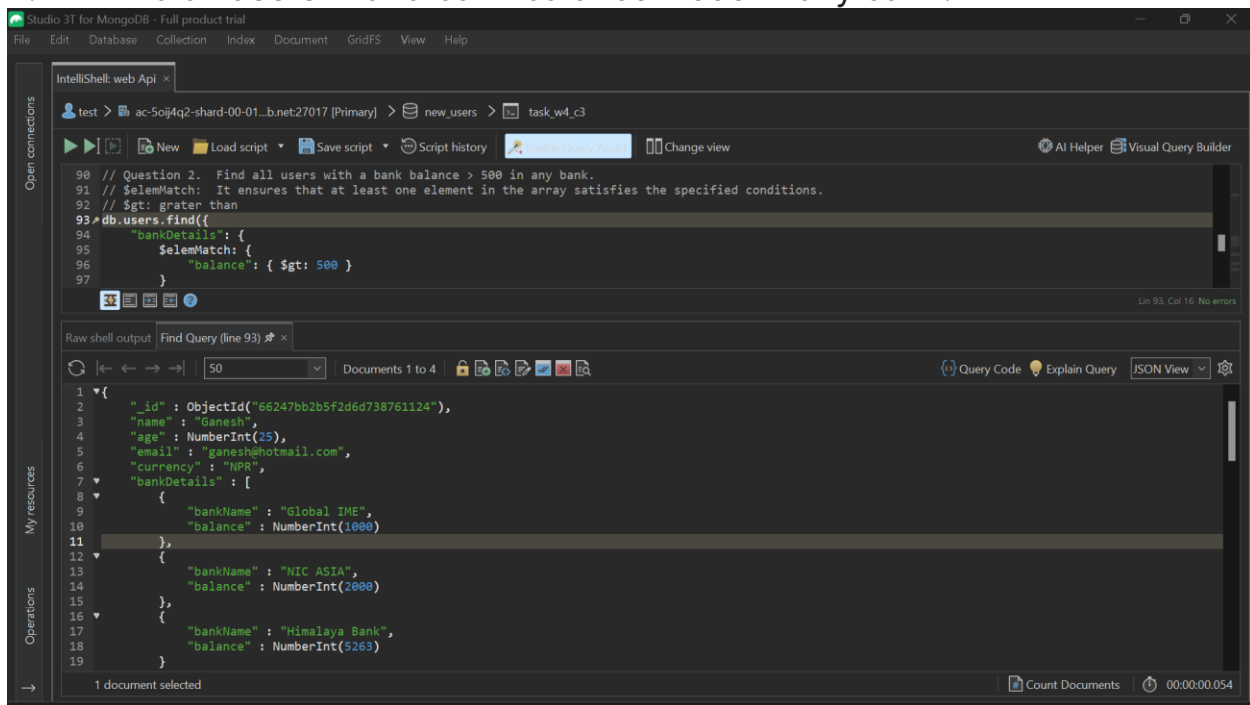 Studio 3T for MongoDB - Full product trial
File Edit Database Collection Index Document GridFS View Help
IntelliShell: web Api ×
test > ac-5oij4q2-shard-00-01...b.net:27017 [Primary] > new_users > task_w4_c3
New Load script Save script Script history Enable Query Assist Change view AI Helper Visual Query Builder
90 // Question 2. Find all users with a bank balance > 500 in any bank.
91 // $elemMatch: It ensures that at least one element in the array satisfies the specified conditions.
92 // $gt: grater than
93 db.users.find({
94 "bankDetails": {
95 $elemMatch: {
96 "balance": { $gt: 500 }
97 }
Lin 93, Col 16 No errors
Raw shell output Find Query (line 93) ×
50 Documents 1 to 4 Query Code Explain Query JSON View
1 {
2 "_id" : ObjectId("66247bb2b5f2d6d738761124"),
3 "name" : "Ganesh",
4 "age" : NumberInt(25),
5 "email" : "ganesh@hotmail.com",
6 "currency" : "NPR",
7 "bankDetails" : [
8 {
9 "bankName" : "Global IME",
10 "balance" : NumberInt(1000)
11 },
12 {
13 "bankName" : "NIC ASIA",
14 "balance" : NumberInt(2000)
15 },
16 {
17 "bankName" : "Himalaya Bank",
18 "balance" : NumberInt(5263)
19 }
1 document selected Count Documents 00:00:00.054
Open connections
My resources
Operations